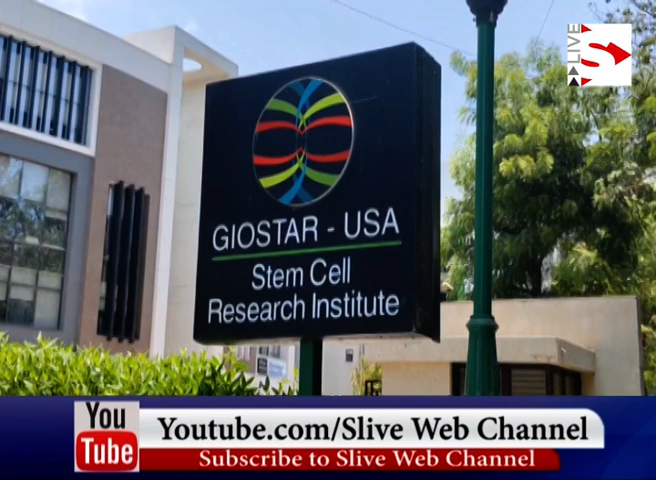 LIVE
S
GIOSTAR - USA
Stem Cell
Research Institute
You
Tube
Youtube.com/Slive Web Channel
Subscribe to Slive Web Channel